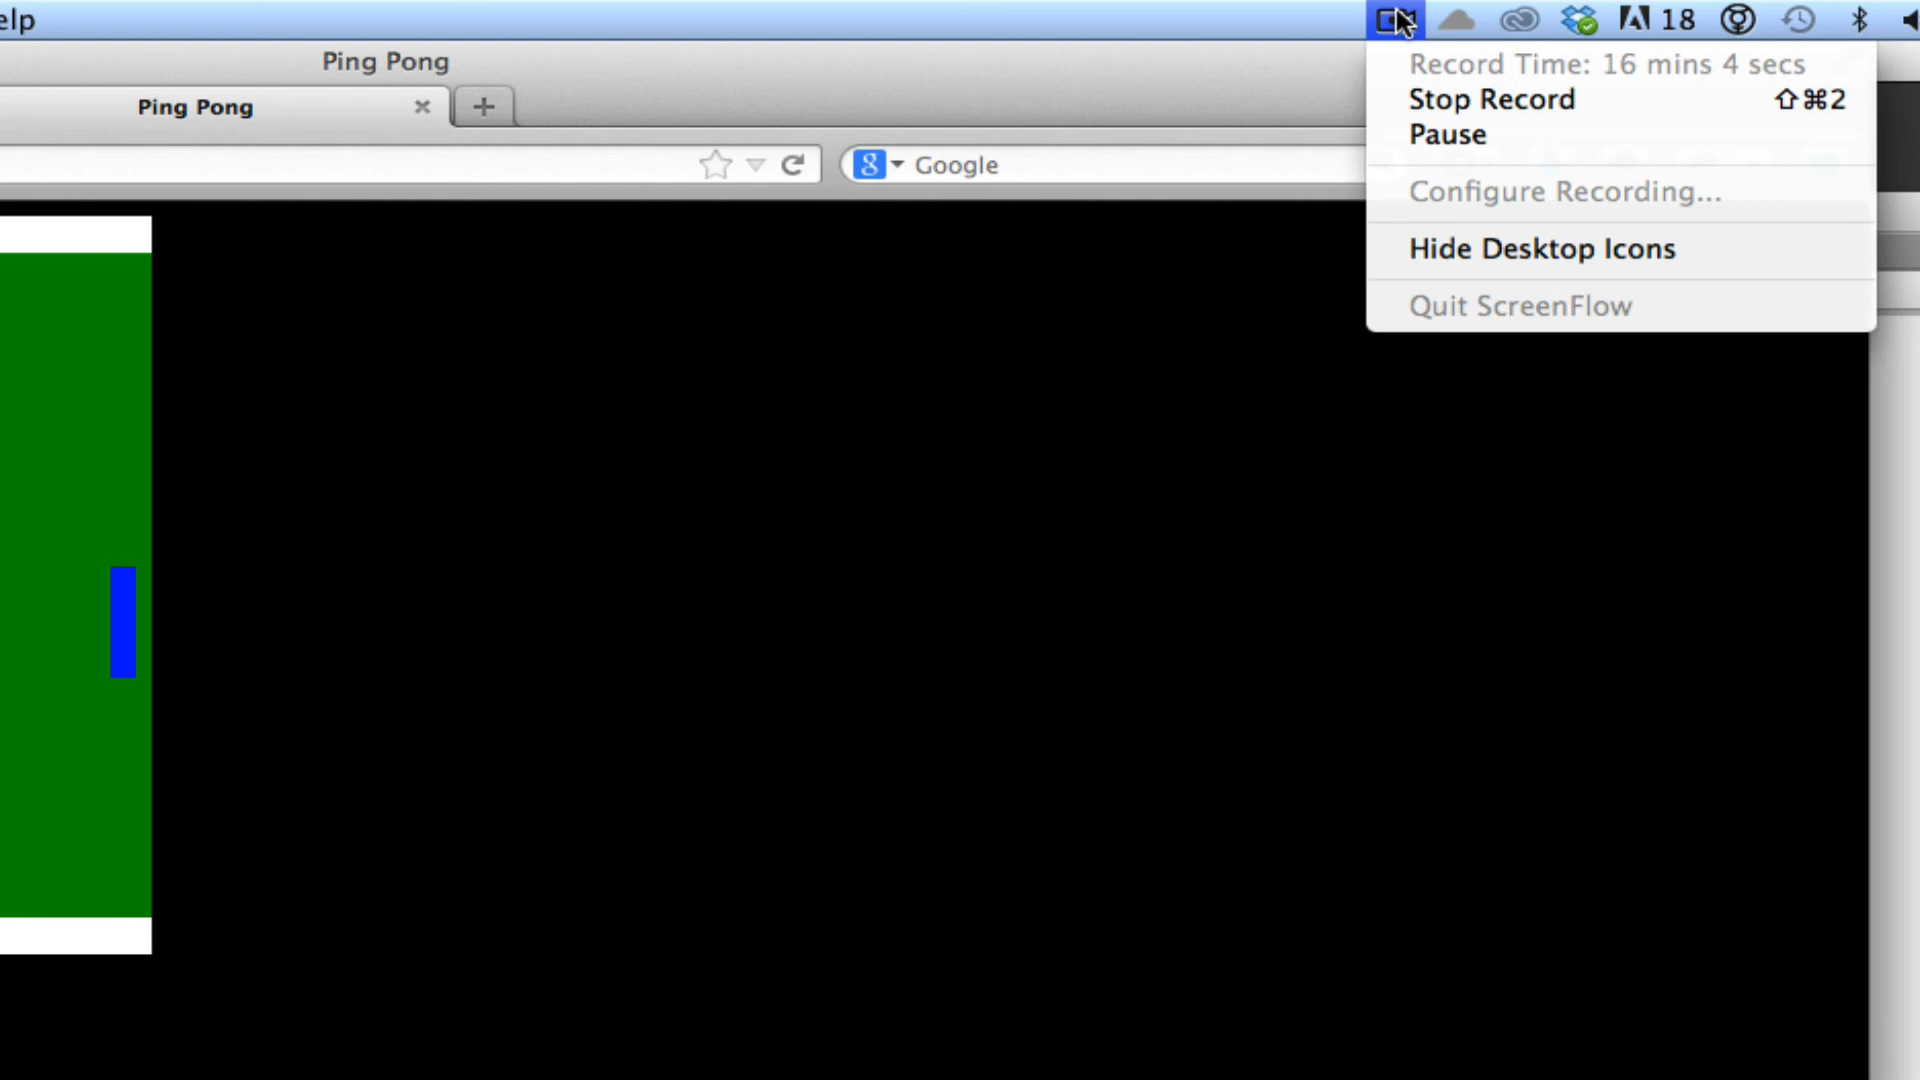 elp
18
Ping Pong
Ping Pong
Google
Record Time: 16 mins 4 secs
Stop Record ⇧⌘2
Pause
Configure Recording...
Hide Desktop Icons
Quit ScreenFlow